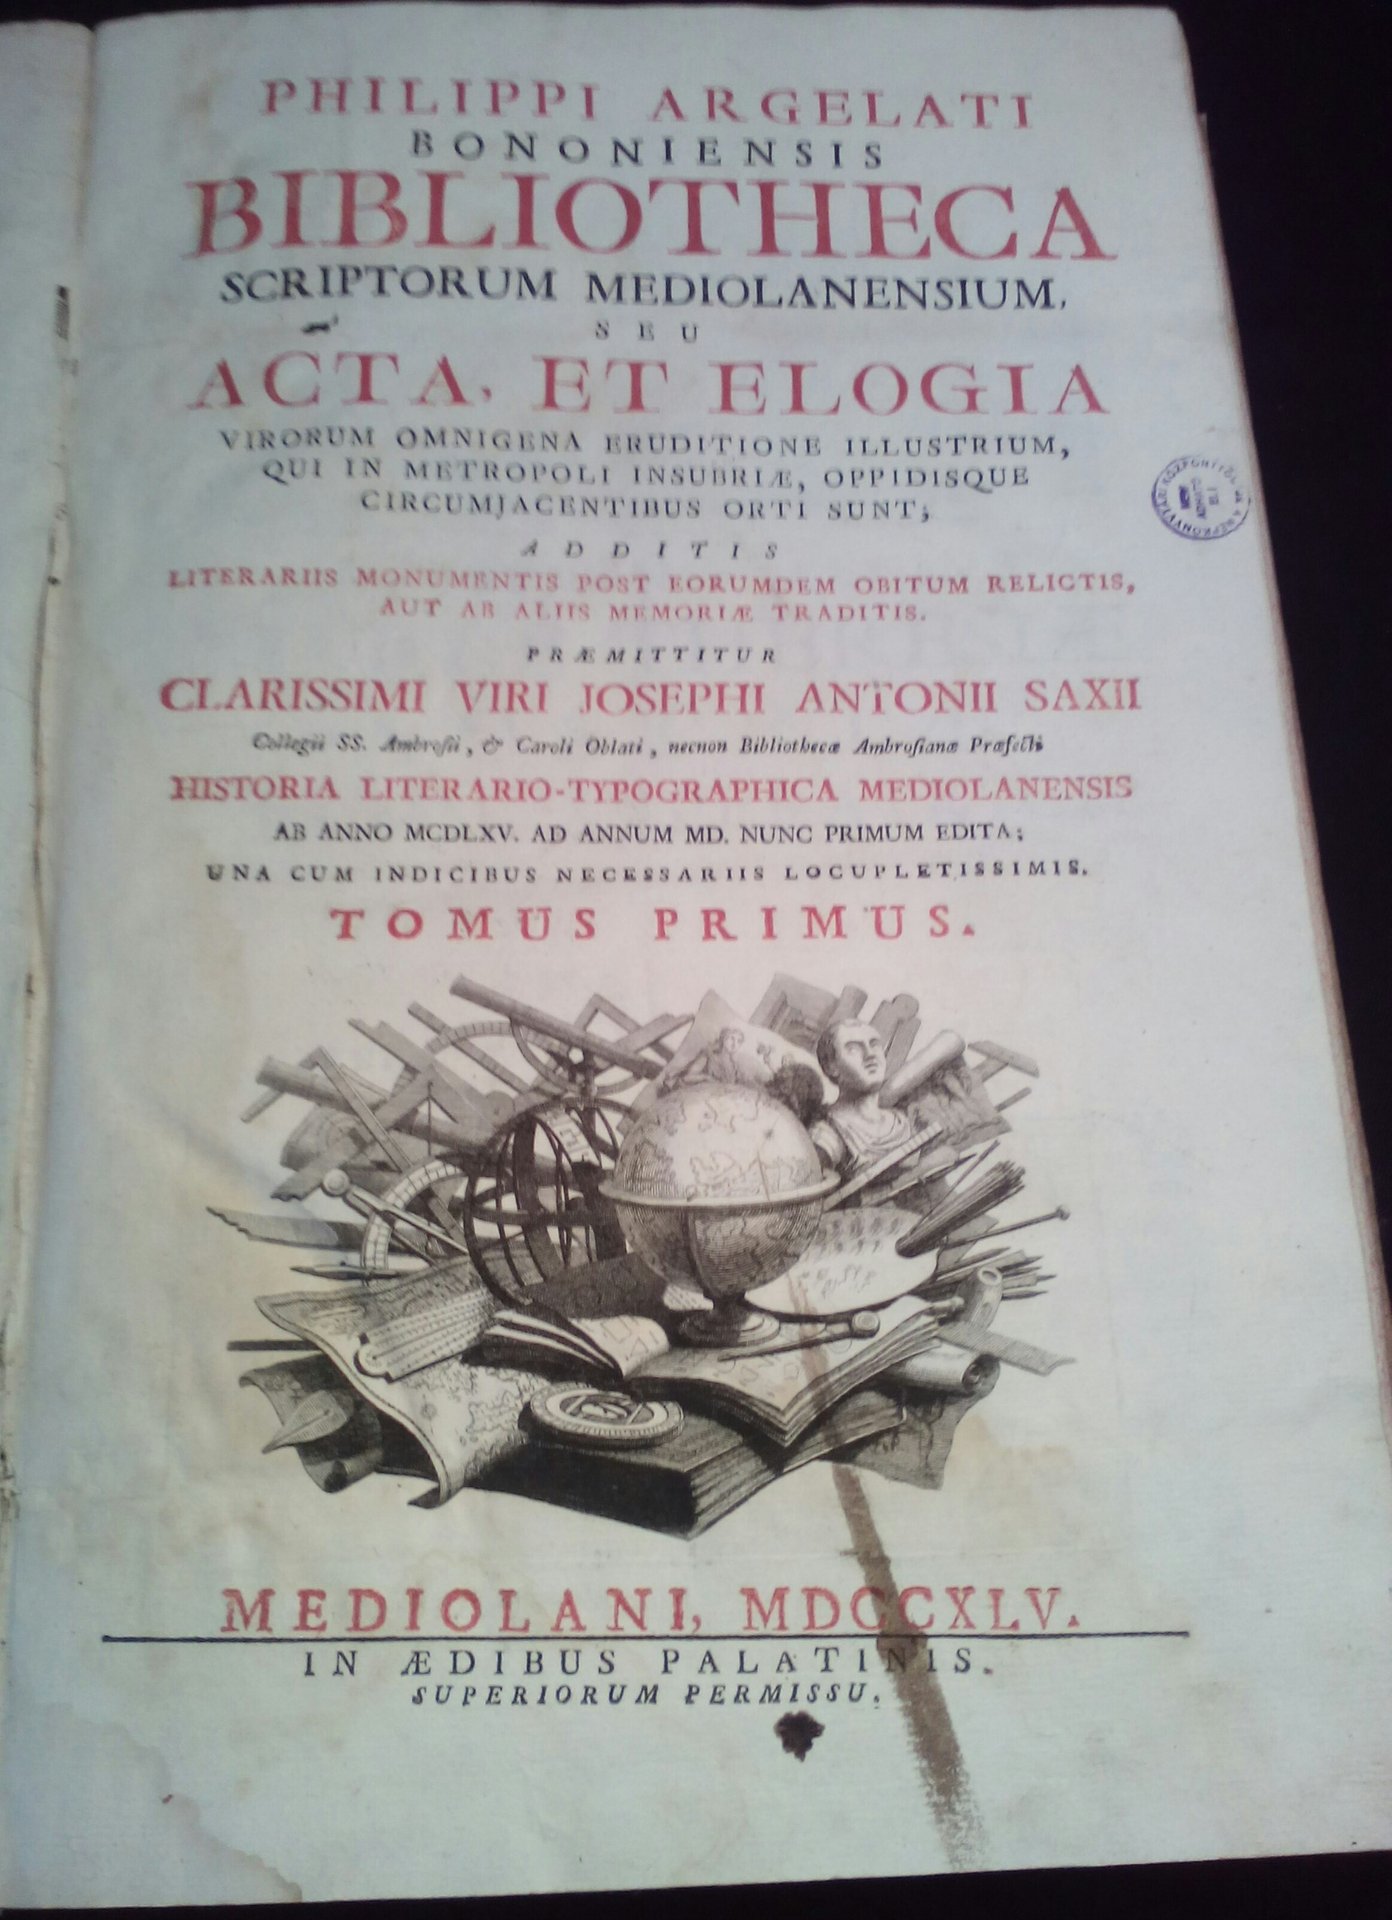 PHILIPPI ARGELATI
BONONIENSIS
BIBLIOTHECA
SCRIPTORUM MEDIOLANENSIUM,
SEU
ACTA, ET ELOGIA
VIRORUM OMNIGENA ERUDITIONE ILLUSTRIUM,
QUI IN METROPOLI INSUBRIÆ, OPPIDISQUE
CIRCUMJACENTIBUS ORTI SUNT;
ADDITIS
LITERARIIS MONUMENTIS POST EORUMDEM OBITUM RELICTIS,
AUT AB ALIIS MEMORIÆ TRADITIS.
PRÆMITTITUR
CLARISSIMI VIRI JOSEPHI ANTONII SAXII
Collegii SS. Ambrosii, & Caroli Oblati, necnon Bibliothecæ Ambrosianæ Præfecti
HISTORIA LITERARIO-TYPOGRAPHICA MEDIOLANENSIS
AB ANNO MCDLXV. AD ANNUM MD. NUNC PRIMUM EDITA;
UNA CUM INDICIBUS NECESSARIIS LOCUPLETISSIMIS.
TOMUS PRIMUS.
MEDIOLANI, MDCCXLV.
IN ÆDIBUS PALATINIS.
SUPERIORUM PERMISSU.